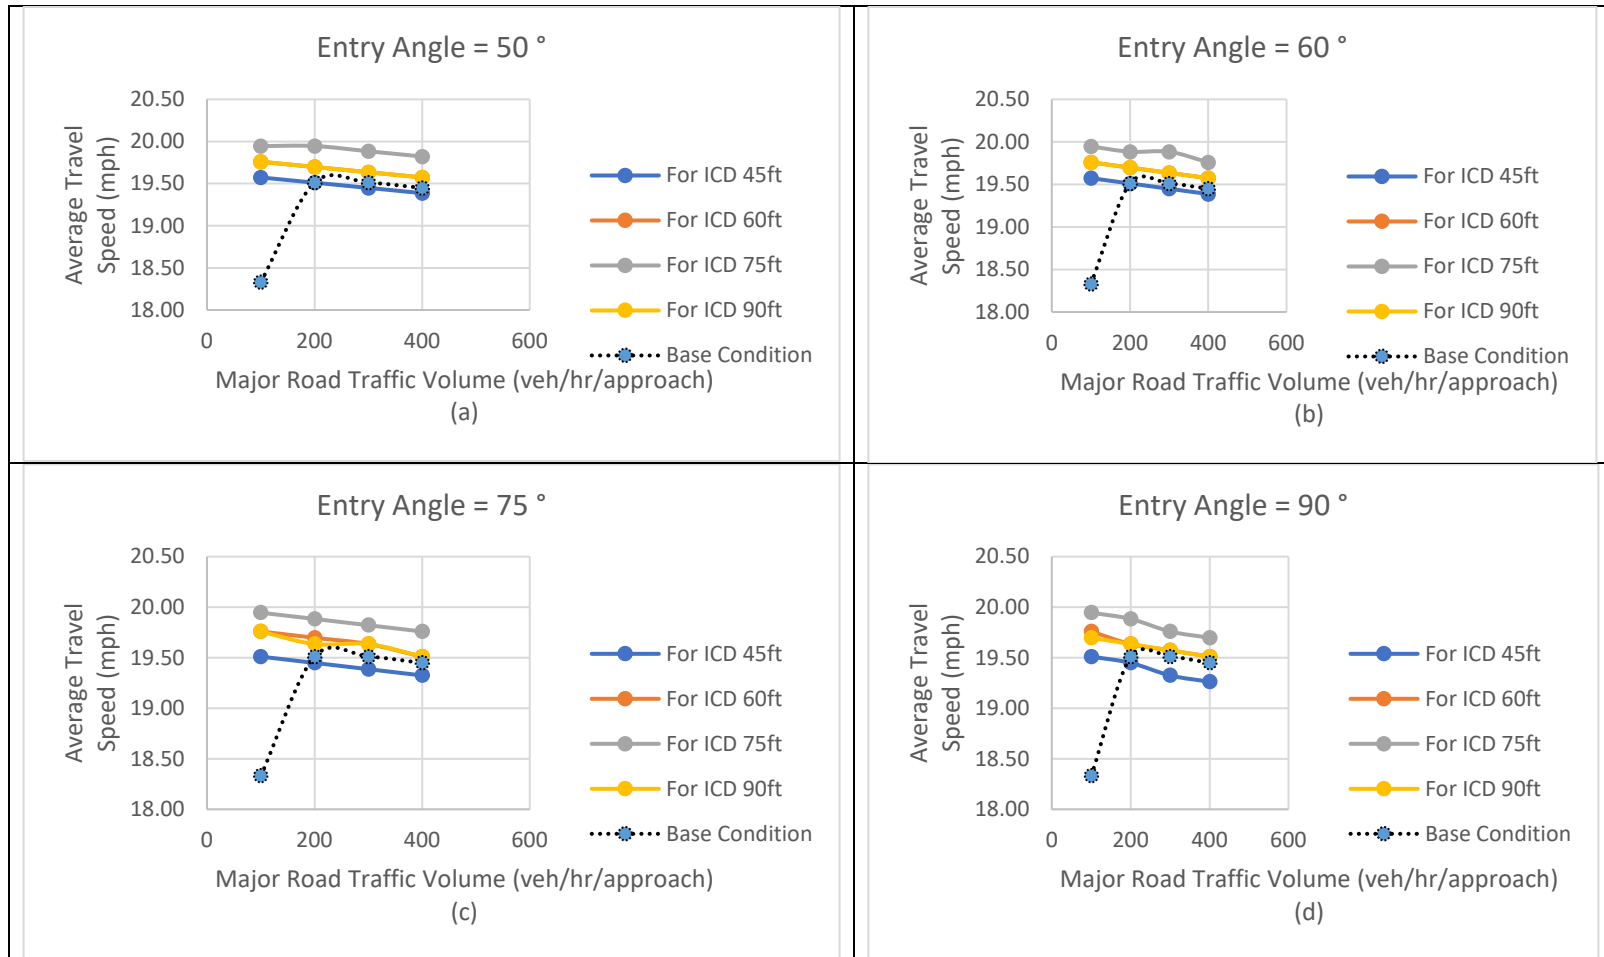 Entry Angle = 50 °
20.50
20.00
19.50
19.00
18.50
18.00
0
200
400
600
Average Travel
Speed (mph)
Major Road Traffic Volume (veh/hr/approach)
For ICD 45ft
For ICD 60ft
For ICD 75ft
For ICD 90ft
Base Condition
(a)
Entry Angle = 60 °
20.50
20.00
19.50
19.00
18.50
18.00
0
200
400
600
Average Travel
Speed (mph)
Major Road Traffic Volume (veh/hr/approach)
For ICD 45ft
For ICD 60ft
For ICD 75ft
For ICD 90ft
Base Condition
(b)
Entry Angle = 75 °
20.50
20.00
19.50
19.00
18.50
18.00
0
200
400
600
Average Travel
Speed (mph)
Major Road Traffic Volume (veh/hr/approach)
For ICD 45ft
For ICD 60ft
For ICD 75ft
For ICD 90ft
Base Condition
(c)
Entry Angle = 90 °
20.50
20.00
19.50
19.00
18.50
18.00
0
200
400
600
Average Travel
Speed (mph)
Major Road Traffic Volume (veh/hr/approach)
For ICD 45ft
For ICD 60ft
For ICD 75ft
For ICD 90ft
Base Condition
(d)